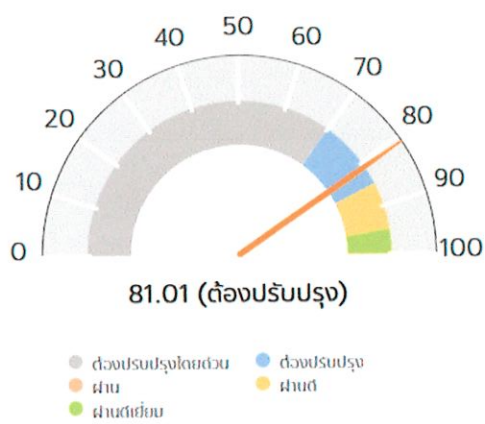 50
40
60
30
70
20
80
10
90
0
100
81.01 (ต้องปรับปรุง)
ต้องปรับปรุงโดยด่วน
ต้องปรับปรุง
ผ่าน
ผ่านดี
ผ่านดีเยี่ยม